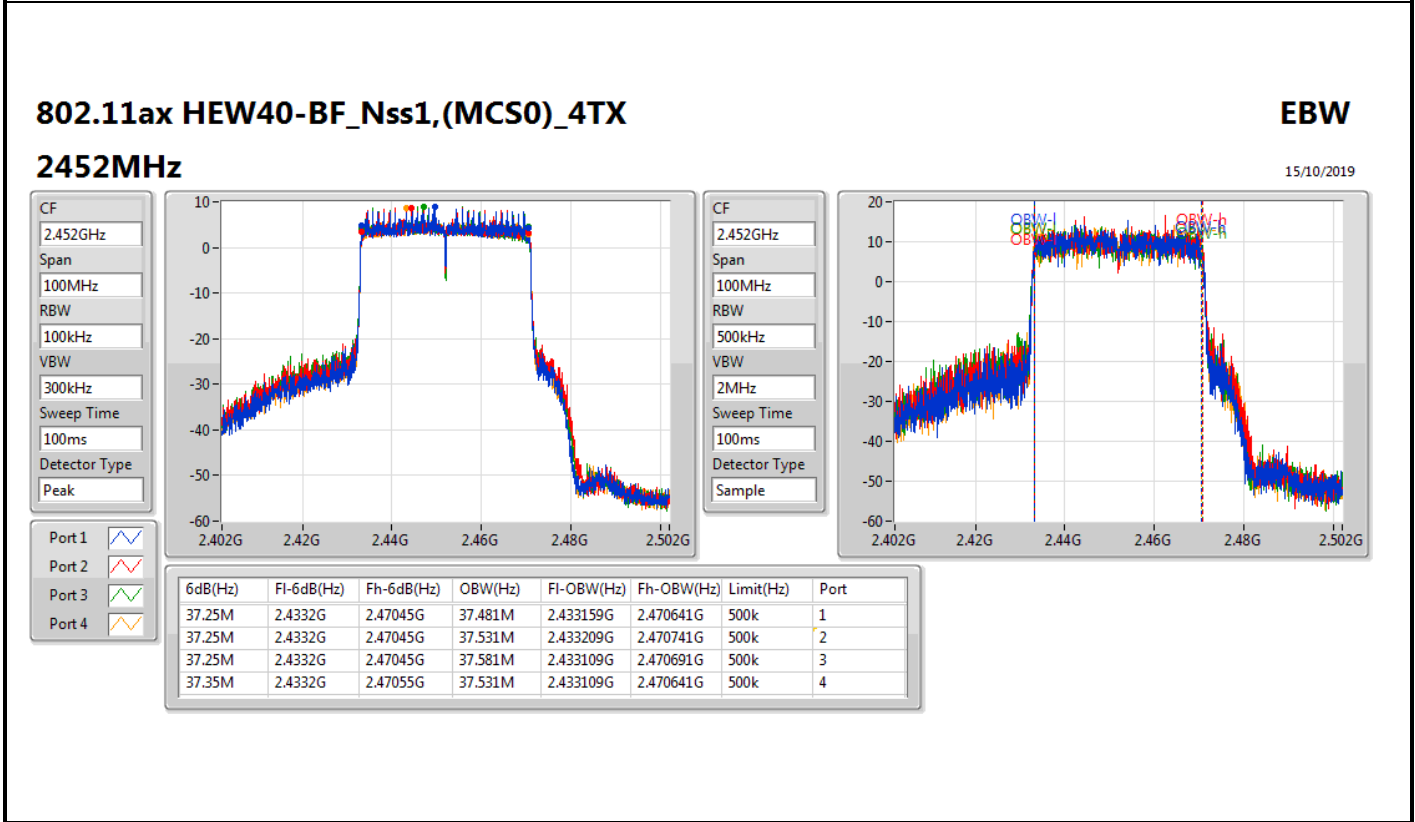 802.11ax HEW40-BF_Nss1,(MCS0)_4TX
EBW
2452MHz
15/10/2019
CF
2.452GHz
Span
100MHz
RBW
100kHz
VBW
300kHz
Sweep Time
100ms
Detector Type
Peak
10
0
-10
-20
-30
-40
-50
-60
2.402G 2.42G 2.44G 2.46G 2.48G 2.502G
CF
2.452GHz
Span
100MHz
RBW
500kHz
VBW
2MHz
Sweep Time
100ms
Detector Type
Sample
20
10
0
-10
-20
-30
-40
-50
-60
OBW-l
OBW-h
2.402G 2.42G 2.44G 2.46G 2.48G 2.502G
Port 1
Port 2
Port 3
Port 4
6dB(Hz) Fl-6dB(Hz) Fh-6dB(Hz) OBW(Hz) Fl-OBW(Hz) Fh-OBW(Hz) Limit(Hz) Port
37.25M 2.4332G 2.47045G 37.481M 2.433159G 2.470641G 500k 1
37.25M 2.4332G 2.47045G 37.531M 2.433209G 2.470741G 500k 2
37.25M 2.4332G 2.47045G 37.581M 2.433109G 2.470691G 500k 3
37.35M 2.4332G 2.47055G 37.531M 2.433109G 2.470641G 500k 4